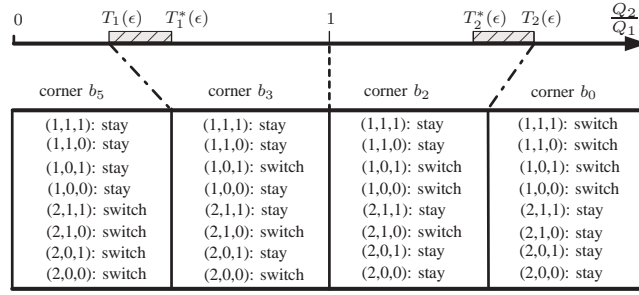 0 T₁(ϵ) T₁*(ϵ) 1 T₂*(ϵ) T₂(ϵ) Q₂/Q₁
corner b₅ corner b₃ corner b₂ corner b₀
(1,1,1): stay (1,1,1): stay (1,1,1): stay (1,1,1): switch
(1,1,0): stay (1,1,0): stay (1,1,0): stay (1,1,0): switch
(1,0,1): stay (1,0,1): switch (1,0,1): switch (1,0,1): switch
(1,0,0): stay (1,0,0): stay (1,0,0): switch (1,0,0): switch
(2,1,1): switch (2,1,1): switch (2,1,1): stay (2,1,1): stay
(2,1,0): switch (2,1,0): switch (2,1,0): switch (2,1,0): stay
(2,0,1): switch (2,0,1): stay (2,0,1): stay (2,0,1): stay
(2,0,0): switch (2,0,0): switch (2,0,0): stay (2,0,0): stay